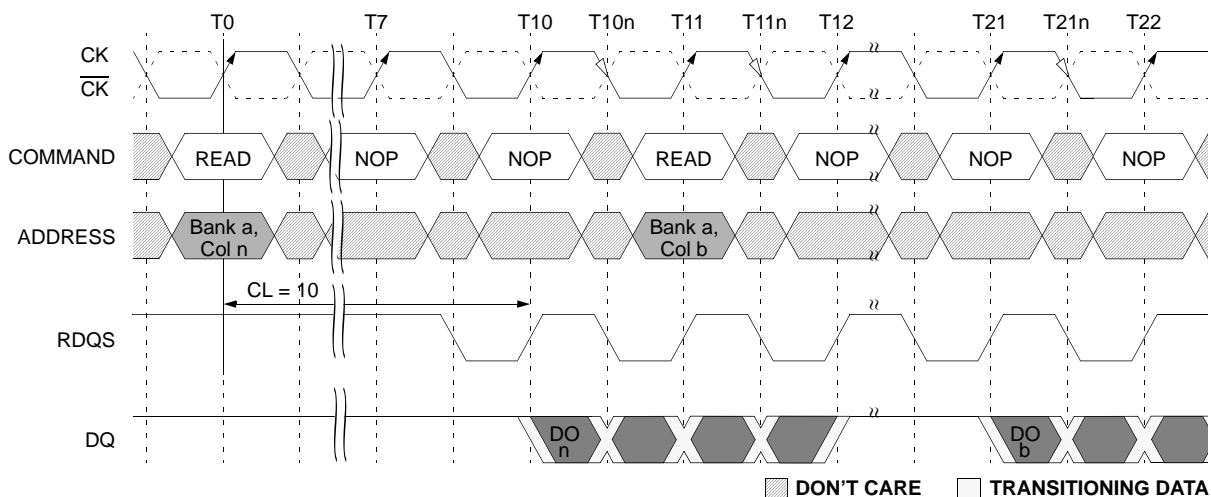 T0 T7 T10 T10n T11 T11n T12 T21 T21n T22
CK
CK
COMMAND READ NOP NOP READ NOP NOP NOP
ADDRESS Bank a, Col n Bank a, Col b
CL = 10
RDQS
DQ DO n DO b
DON'T CARE TRANSITIONING DATA